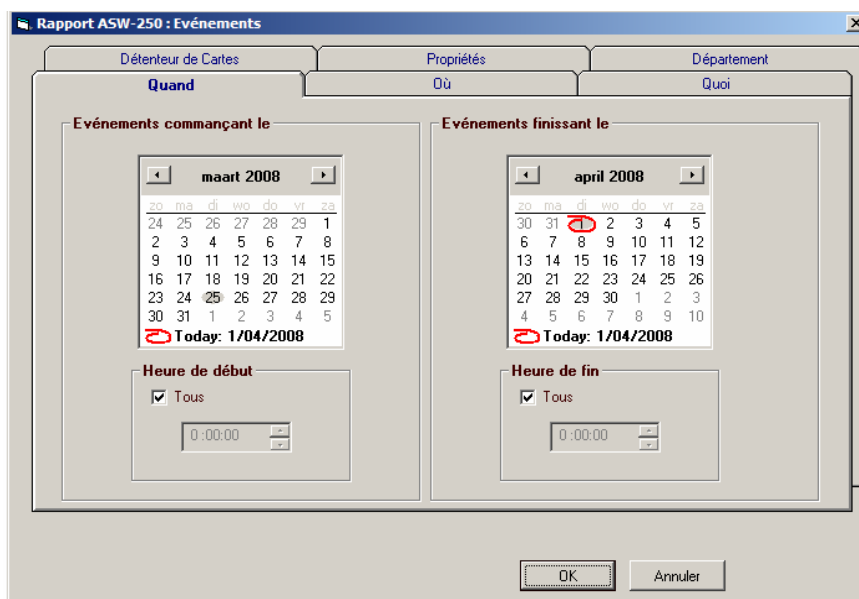 Rapport ASW-250 : Evénements
Détenteur de Cartes Propriétés Département
Quand Où Quoi
Evénements commançant le Evénements finissant le
maart 2008 april 2008
zo ma di wo do vr za zo ma di wo do vr za
24 25 26 27 28 29 1 30 31 1 2 3 4 5
2 3 4 5 6 7 8 6 7 8 9 10 11 12
9 10 11 12 13 14 15 13 14 15 16 17 18 19
16 17 18 19 20 21 22 20 21 22 23 24 25 26
23 24 25 26 27 28 29 27 28 29 30 1 2 3
30 31 1 2 3 4 5 4 5 6 7 8 9 10
Today: 1/04/2008 Today: 1/04/2008
Heure de début Heure de fin
Tous Tous
0 :00:00 0 :00:00
OK Annuler